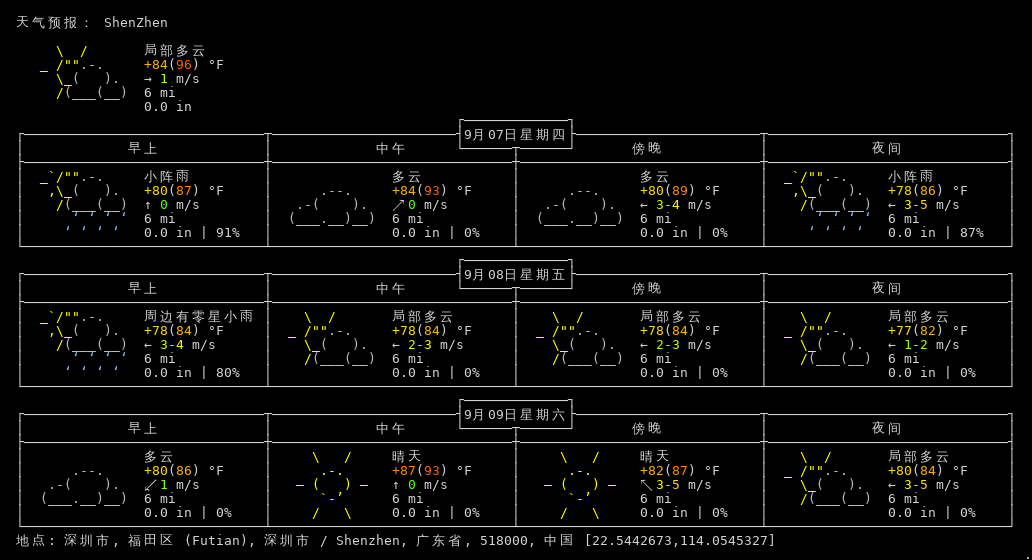 天气预报： ShenZhen
局部多云
+84(96) °F
→ 1 m/s
6 mi
0.0 in
9月07日星期四
早上 中午 傍晚 夜间
小阵雨 多云 多云 小阵雨
+80(87) °F +84(93) °F +80(89) °F +78(86) °F
↑ 0 m/s ↗ 0 m/s ← 3-4 m/s ← 3-5 m/s
6 mi 6 mi 6 mi 6 mi
0.0 in | 91% 0.0 in | 0% 0.0 in | 0% 0.0 in | 87%
9月08日星期五
早上 中午 傍晚 夜间
周边有零星小雨 局部多云 局部多云 局部多云
+78(84) °F +78(84) °F +78(84) °F +77(82) °F
← 3-4 m/s ← 2-3 m/s ← 2-3 m/s ← 1-2 m/s
6 mi 6 mi 6 mi 6 mi
0.0 in | 80% 0.0 in | 0% 0.0 in | 0% 0.0 in | 0%
9月09日星期六
早上 中午 傍晚 夜间
多云 晴天 晴天 局部多云
+80(86) °F +87(93) °F +82(87) °F +80(84) °F
↙ 1 m/s ↑ 0 m/s ↖ 3-5 m/s ← 3-5 m/s
6 mi 6 mi 6 mi 6 mi
0.0 in | 0% 0.0 in | 0% 0.0 in | 0% 0.0 in | 0%
地点: 深圳市, 福田区 (Futian), 深圳市 / Shenzhen, 广东省, 518000, 中国 [22.5442673,114.0545327]